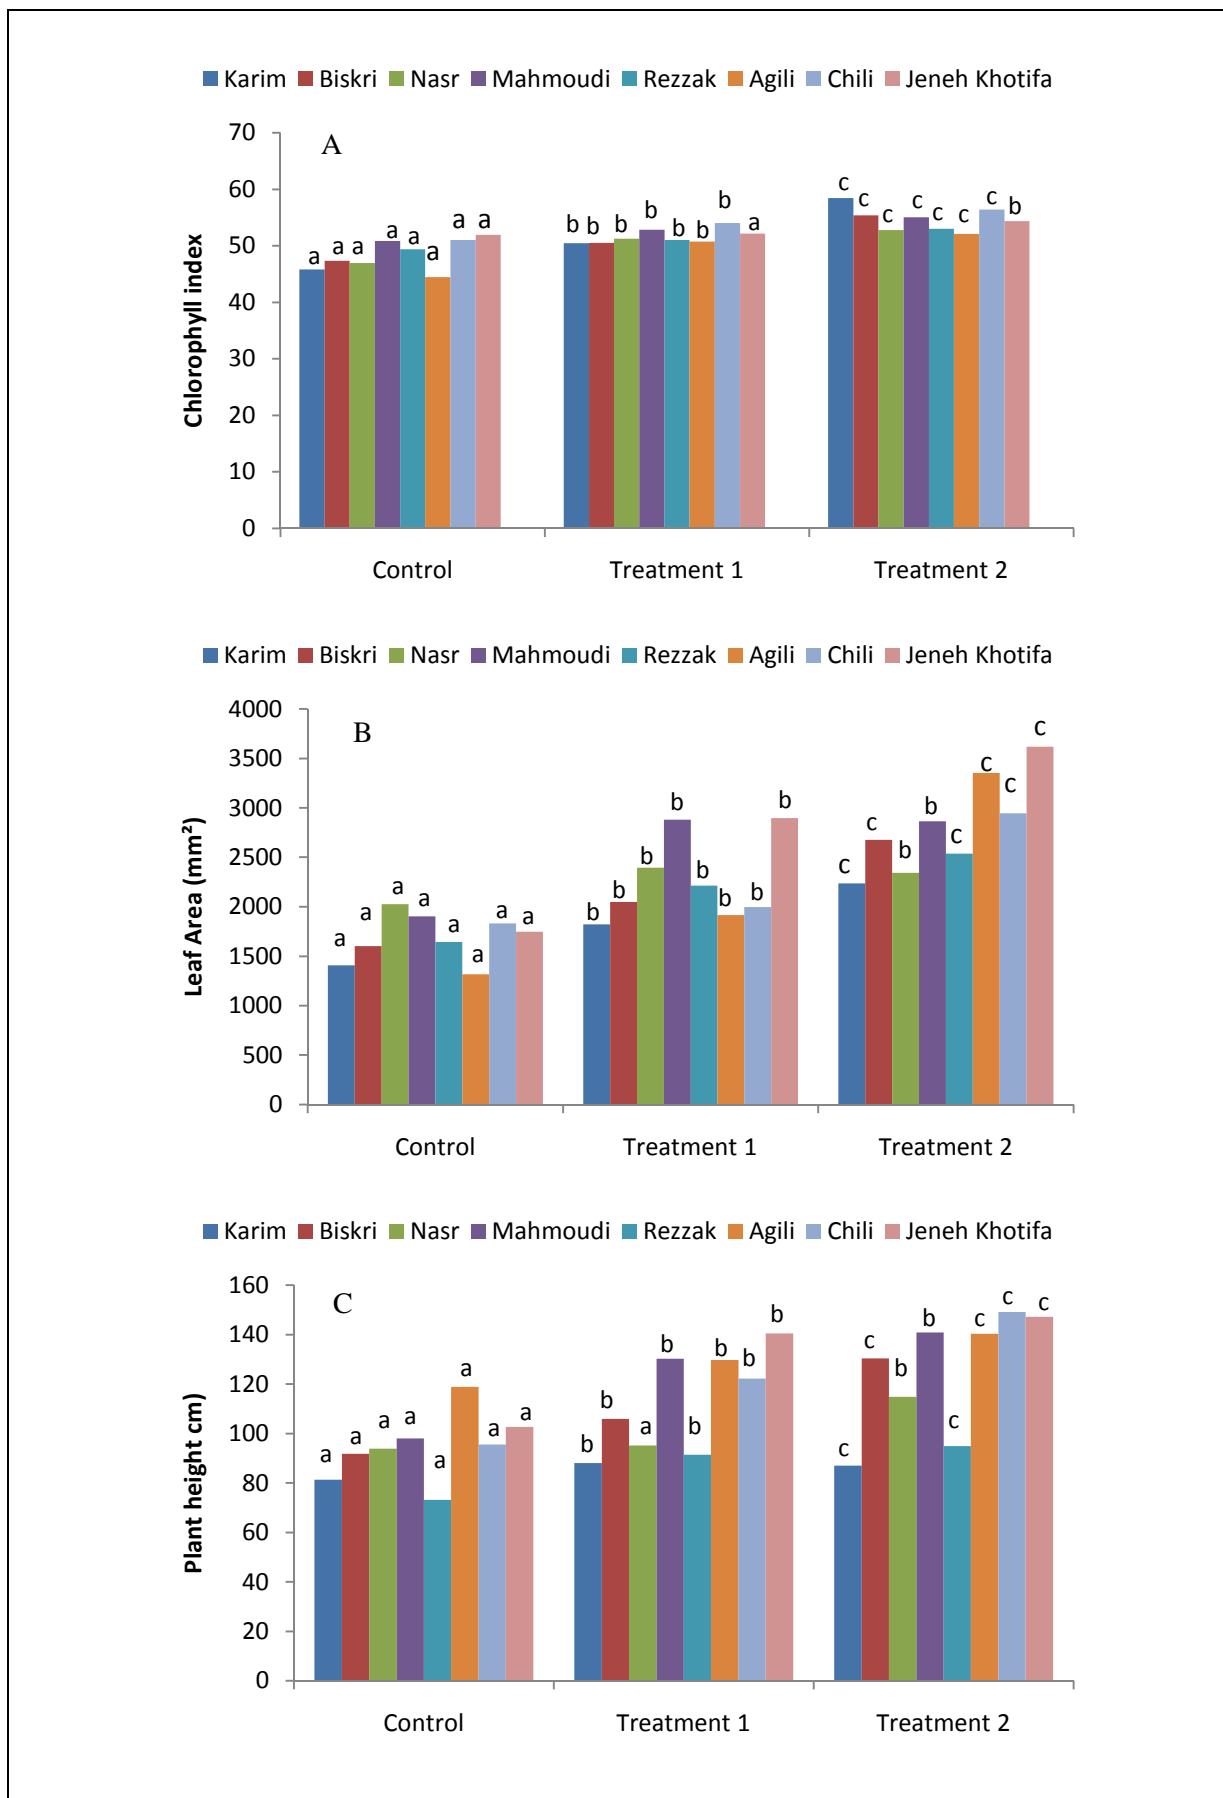 Karim Biskri Nasr Mahmoudi Rezzak Agili Chili Jeneh Khotifa
A
Chlorophyll index
70
60
50
40
30
20
10
0
a a a a a a a a
b b b b b b b a
c c c c c c c b
Control Treatment 1 Treatment 2
Karim Biskri Nasr Mahmoudi Rezzak Agili Chili Jeneh Khotifa
B
Leaf Area (mm²)
4000
3500
3000
2500
2000
1500
1000
500
0
a a a a a a a a
b b b b b b b b
c c b b c c c c
Control Treatment 1 Treatment 2
Karim Biskri Nasr Mahmoudi Rezzak Agili Chili Jeneh Khotifa
C
Plant height cm)
160
140
120
100
80
60
40
20
0
a a a a a a a a
b b a b b b b b
c c b b c c c c
Control Treatment 1 Treatment 2